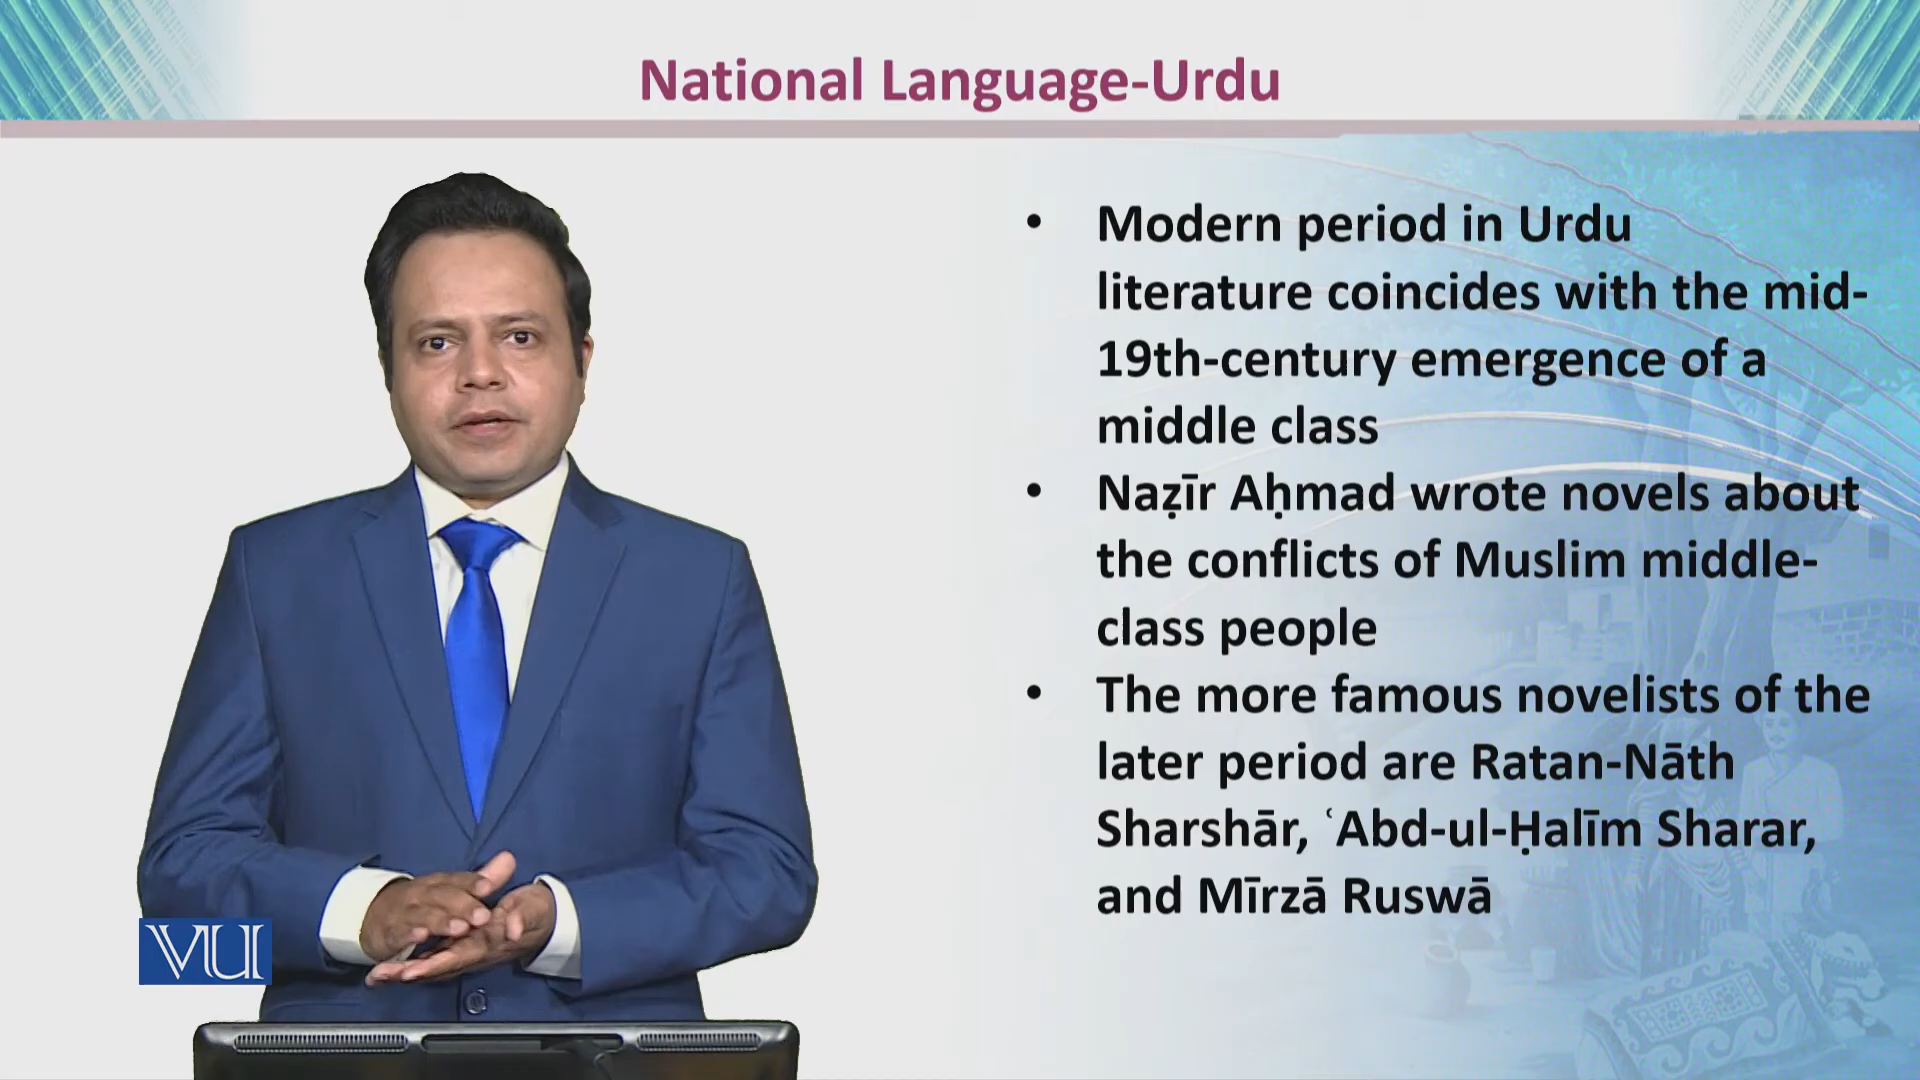 National Language-Urdu
• Modern period in Urdu
literature coincides with the mid-
19th-century emergence of a
middle class
• Naẓīr Aḥmad wrote novels about
the conflicts of Muslim middle-
class people
• The more famous novelists of the
later period are Ratan-Nāth
Sharshār, ʿAbd-ul-Ḥalīm Sharar,
and Mīrzā Ruswā
VU